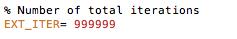 % Number of total iterations
EXT_ITER= 999999